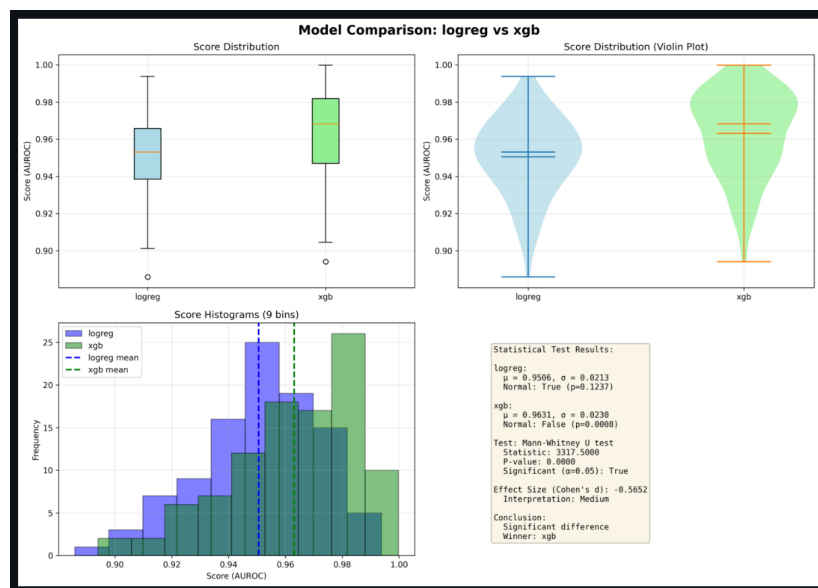 Model Comparison: logreg vs xgb
Score Distribution
Score (AUROC)
1.00
0.98
0.96
0.94
0.92
0.90
logreg
xgb
Score Distribution (Violin Plot)
Score (AUROC)
1.00
0.98
0.96
0.94
0.92
0.90
logreg
xgb
Score Histograms (9 bins)
logreg
xgb
logreg mean
xgb mean
Frequency
25
20
15
10
5
0
0.90
0.92
0.94
0.96
0.98
1.00
Score (AUROC)
Statistical Test Results:
logreg:
μ = 0.9506, σ = 0.0213
Normal: True (p=0.1237)
xgb:
μ = 0.9631, σ = 0.0230
Normal: False (p=0.0008)
Test: Mann-Whitney U test
Statistic: 3317.5000
P-value: 0.0000
Significant (α=0.05): True
Effect Size (Cohen's d): -0.5652
Interpretation: Medium
Conclusion:
Significant difference
Winner: xgb